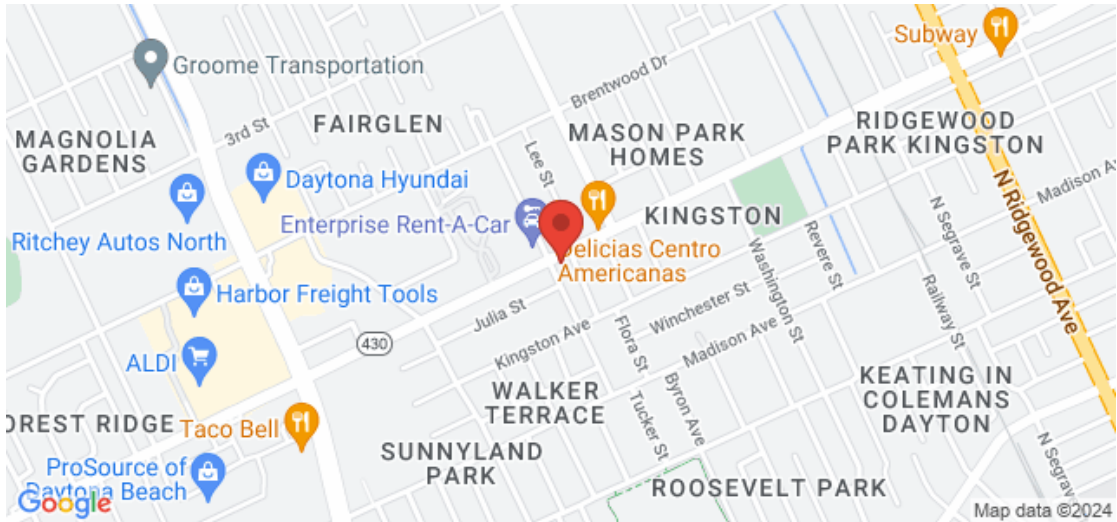 Subway
Groome Transportation
Brentwood Dr
3rd St
FAIRGLEN
MASON PARK
HOMES
RIDGEWOOD
PARK KINGSTON
MAGNOLIA
GARDENS
Lee St
Daytona Hyundai
N Ridgewood Ave
Madison Av
Enterprise Rent-A-Car
KINGSTON
N Segrave St
Ritchey Autos North
Delicias Centro
Americanas
Washington St
Revere St
Harbor Freight Tools
Julia St
Winchester St
Railway St
430
Kingston Ave
Flora St
Madison Ave
ALDI
WALKER
TERRACE
Byron Ave
KEATING IN
COLEMANS
DAYTON
OREST RIDGE
Taco Bell
Tucker St
SUNNYLAND
PARK
N Segrave
ProSource of
Daytona Beach
ROOSEVELT PARK
Google
Map data ©2024